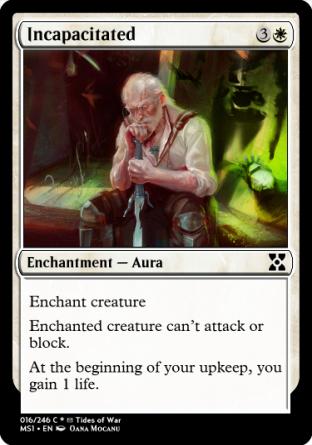 Incapacitated 3
Enchantment — Aura
Enchant creature
Enchanted creature can't attack or
block.
At the beginning of your upkeep, you
gain 1 life.
016/246 C * Tides of War
MS1 • EN Oana Mocanu